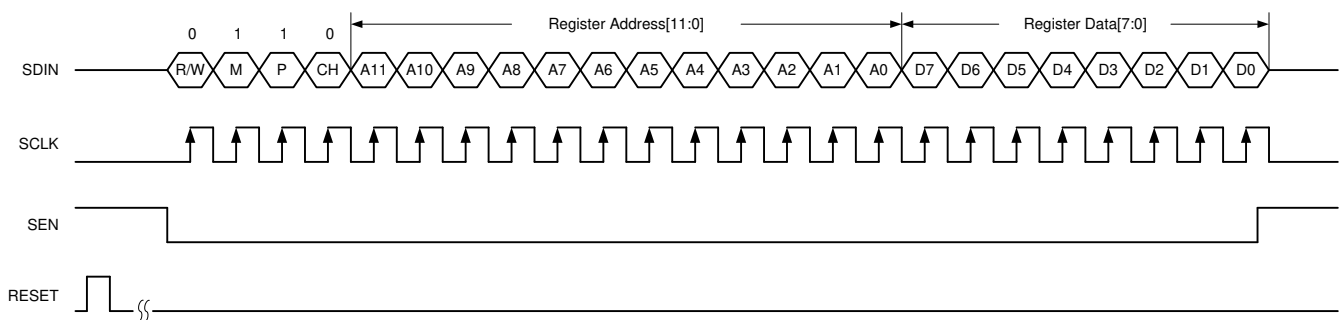 0 1 1 0 Register Address[11:0] Register Data[7:0]
SDIN R/W M P CH A11 A10 A9 A8 A7 A6 A5 A4 A3 A2 A1 A0 D7 D6 D5 D4 D3 D2 D1 D0
SCLK
SEN
RESET